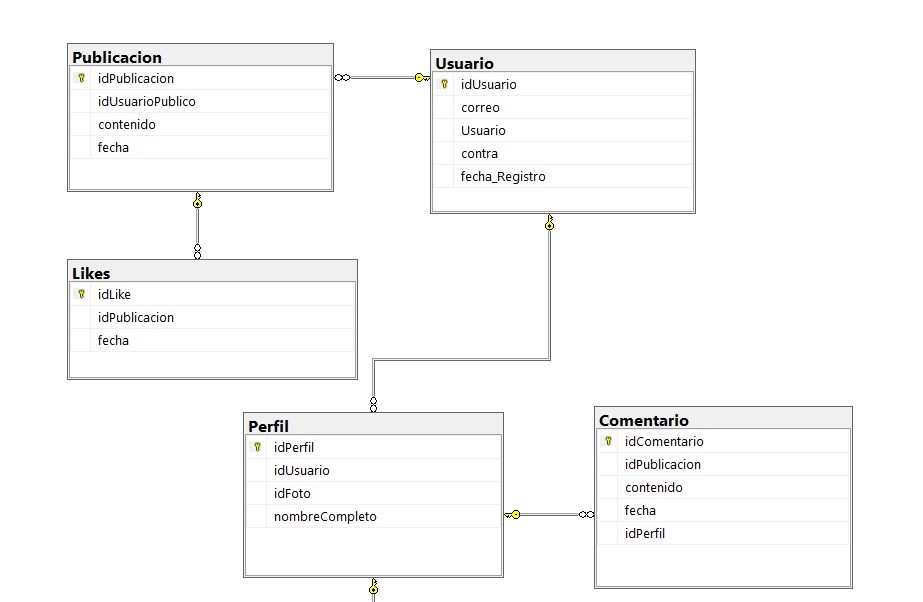 Publicacion
idPublicacion
idUsuarioPublico
contenido
fecha
Usuario
idUsuario
correo
Usuario
contra
fecha_Registro
Likes
idLike
idPublicacion
fecha
Perfil
idPerfil
idUsuario
idFoto
nombreCompleto
Comentario
idComentario
idPublicacion
contenido
fecha
idPerfil